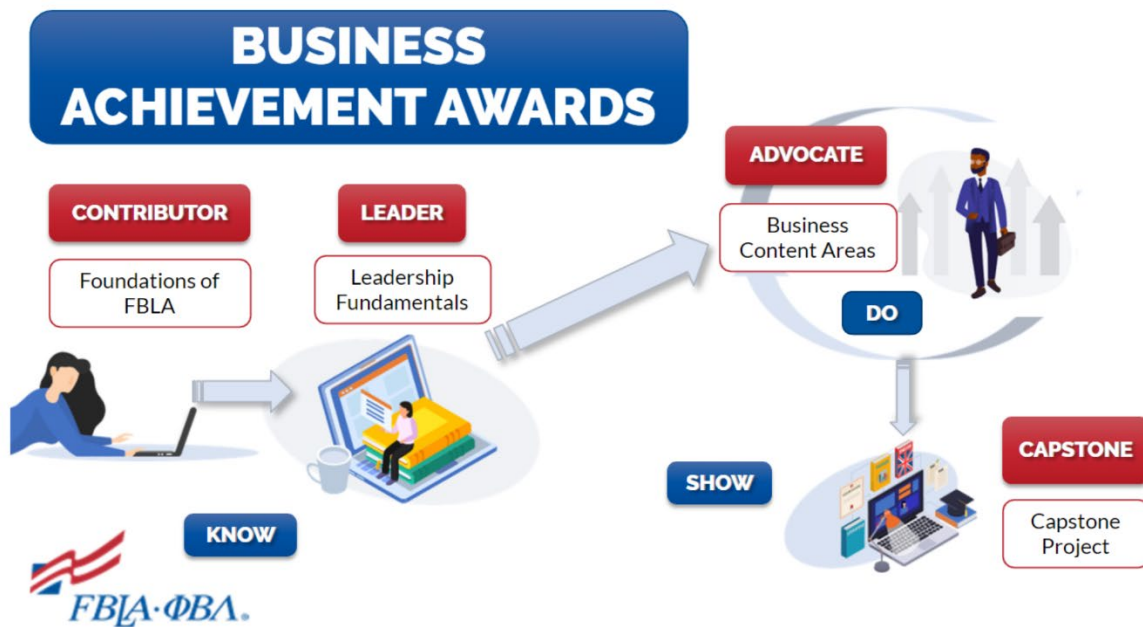 BUSINESS
ACHIEVEMENT AWARDS
CONTRIBUTOR
Foundations of
FBLA
LEADER
Leadership
Fundamentals
ADVOCATE
Business
Content Areas
DO
KNOW
SHOW
CAPSTONE
Capstone
Project
FBLA·ΦΒΛ®